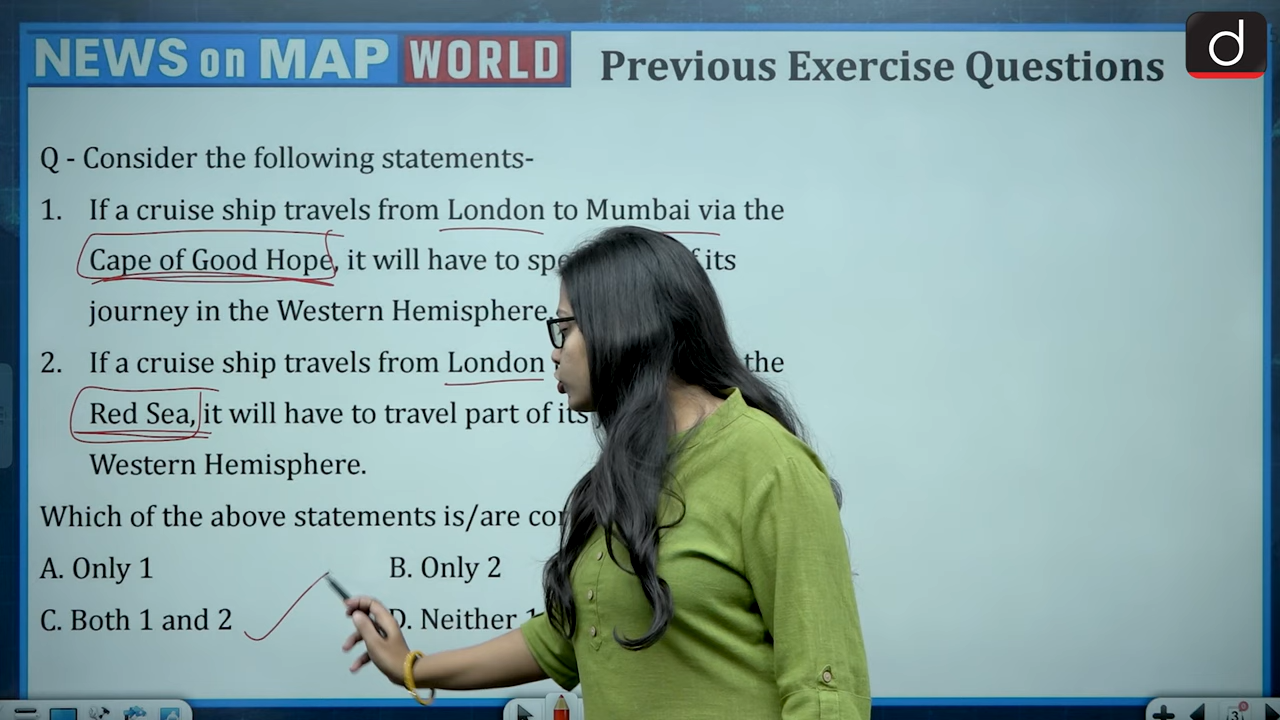 NEWS on MAP WORLD
Previous Exercise Questions
d
Q - Consider the following statements-
1. If a cruise ship travels from London to Mumbai via the
Cape of Good Hope, it will have to its
journey in the Western Hemisphere.
2. If a cruise ship travels from London the
Red Sea, it will have to travel part of its
Western Hemisphere.
Which of the above statements is/are
A. Only 1 B. Only 2
C. Both 1 and 2 D. Neither 1
3